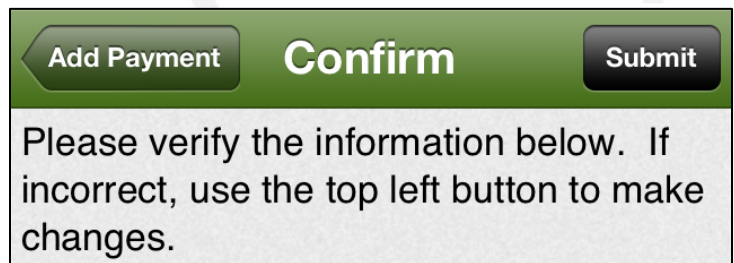 Add Payment Confirm Submit
Please verify the information below.  If
incorrect, use the top left button to make
changes.